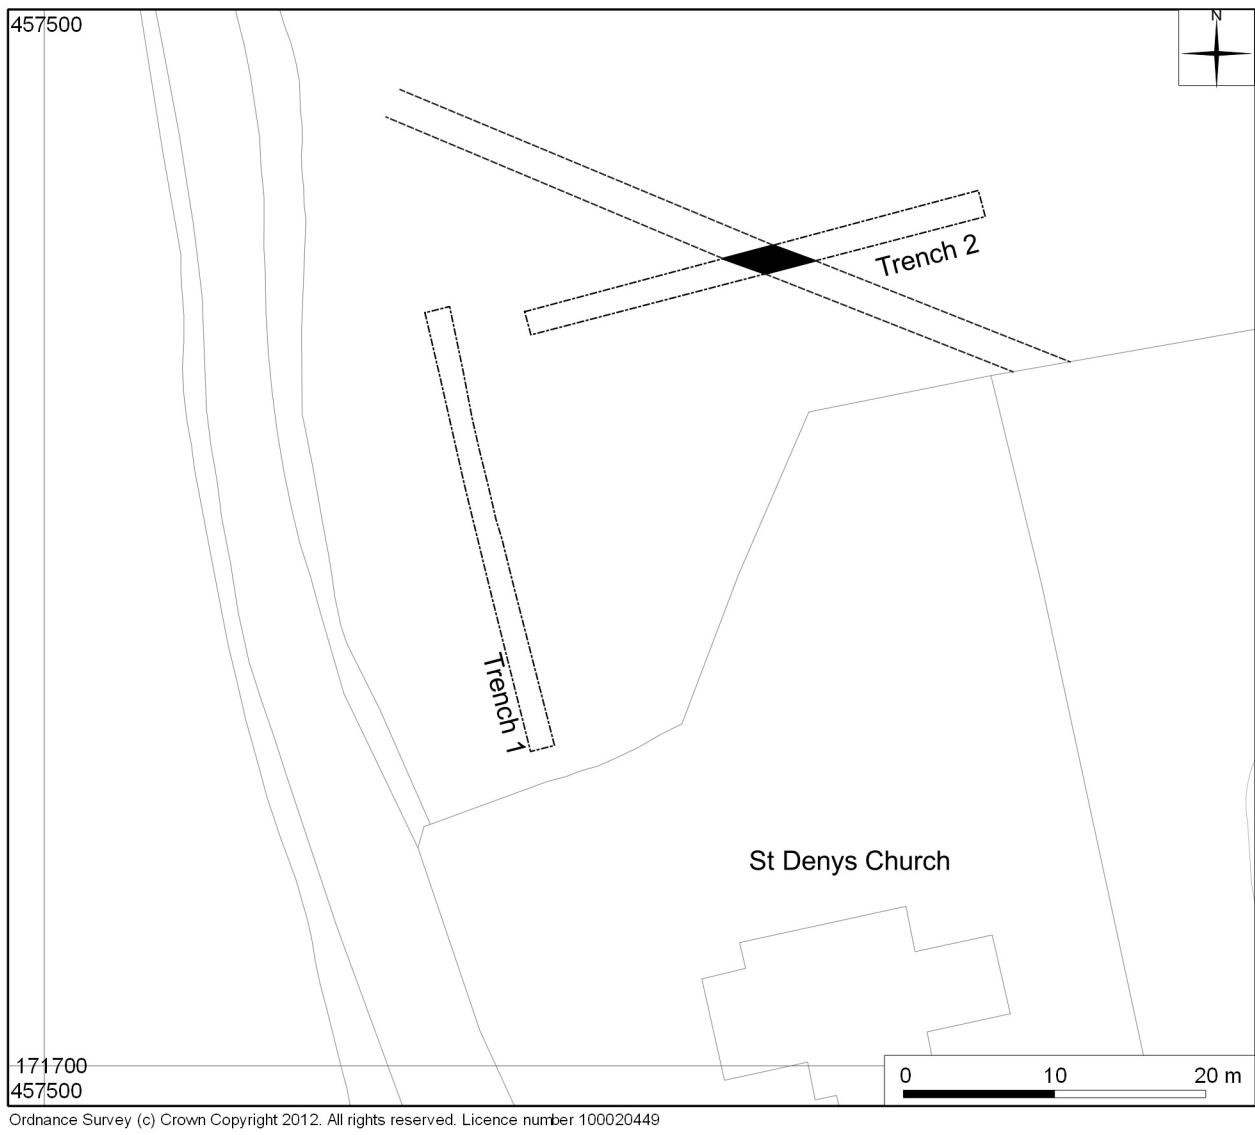 457500
N
Trench 2
Trench 1
St Denys Church
171700
457500
0 10 20 m
Ordnance Survey (c) Crown Copyright 2012. All rights reserved. Licence number 100020449